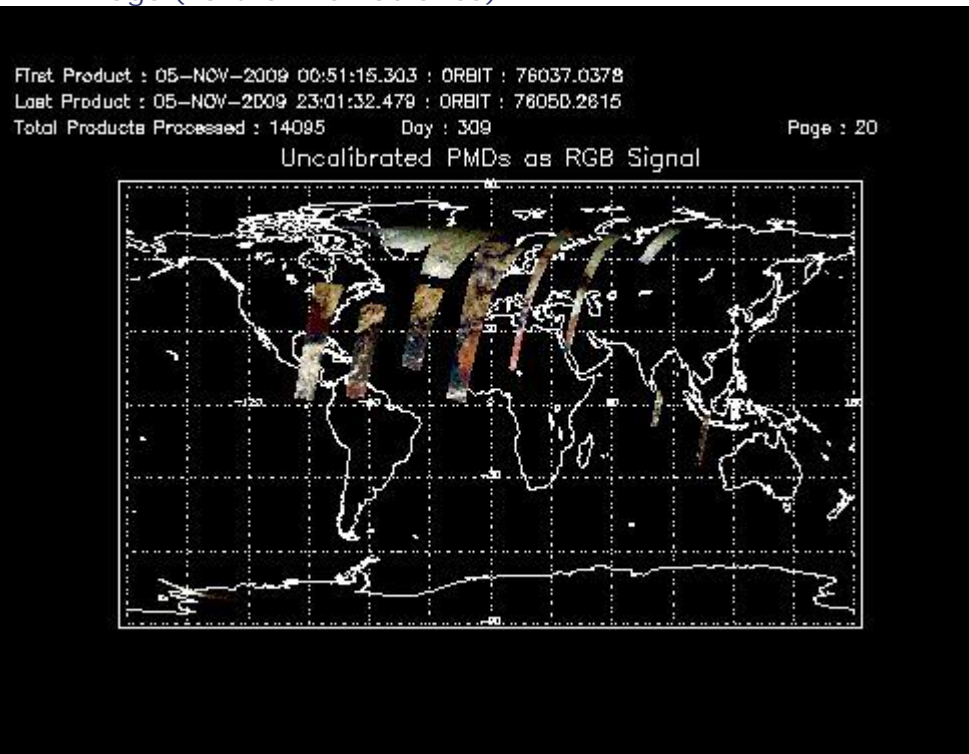 First Product : 05-NOV-2009 00:51:15.303 : ORBIT : 76037.0378
Last Product : 05-NOV-2009 23:01:32.479 : ORBIT : 76050.2615
Total Products Processed : 14095 Day : 309 Page : 20
Uncalibrated PMDs as RGB Signal